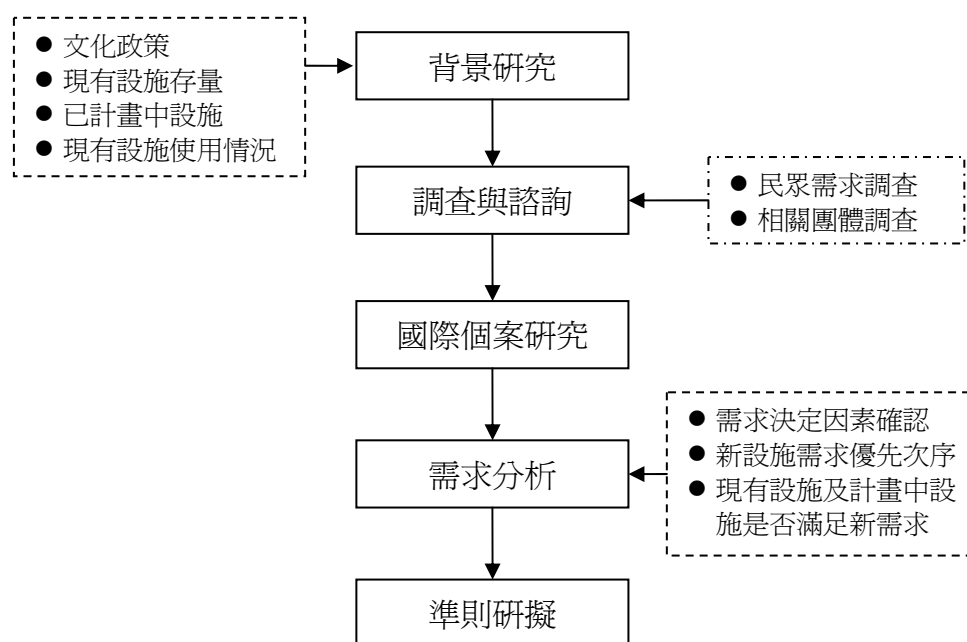 ● 文化政策
● 現有設施存量
● 已計畫中設施
● 現有設施使用情況
背景研究
調查與諮詢
● 民眾需求調查
● 相關團體調查
國際個案研究
需求分析
● 需求決定因素確認
● 新設施需求優先次序
● 現有設施及計畫中設
施是否滿足新需求
準則研擬